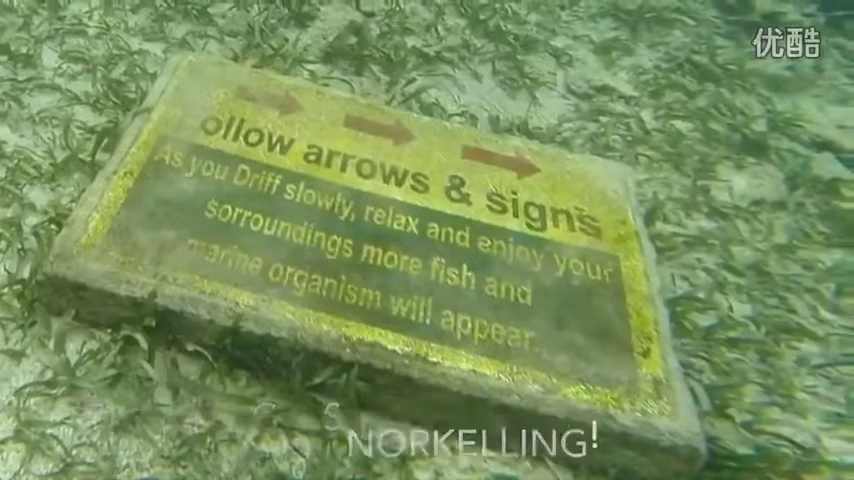 优酷
ollow arrows & signs
As you Driff slowly, relax and enjoy your
sorroundings more fish and
marine organism will appear..
SNORKELLING!